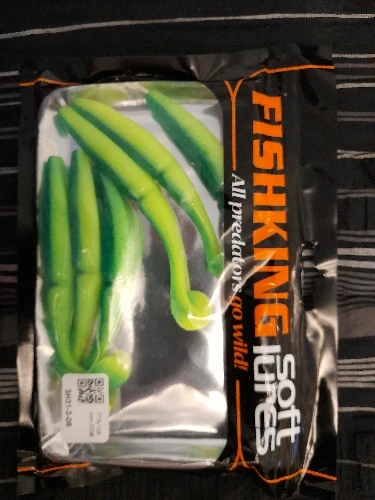 FISHKING
soft
lures
All predators go wild!